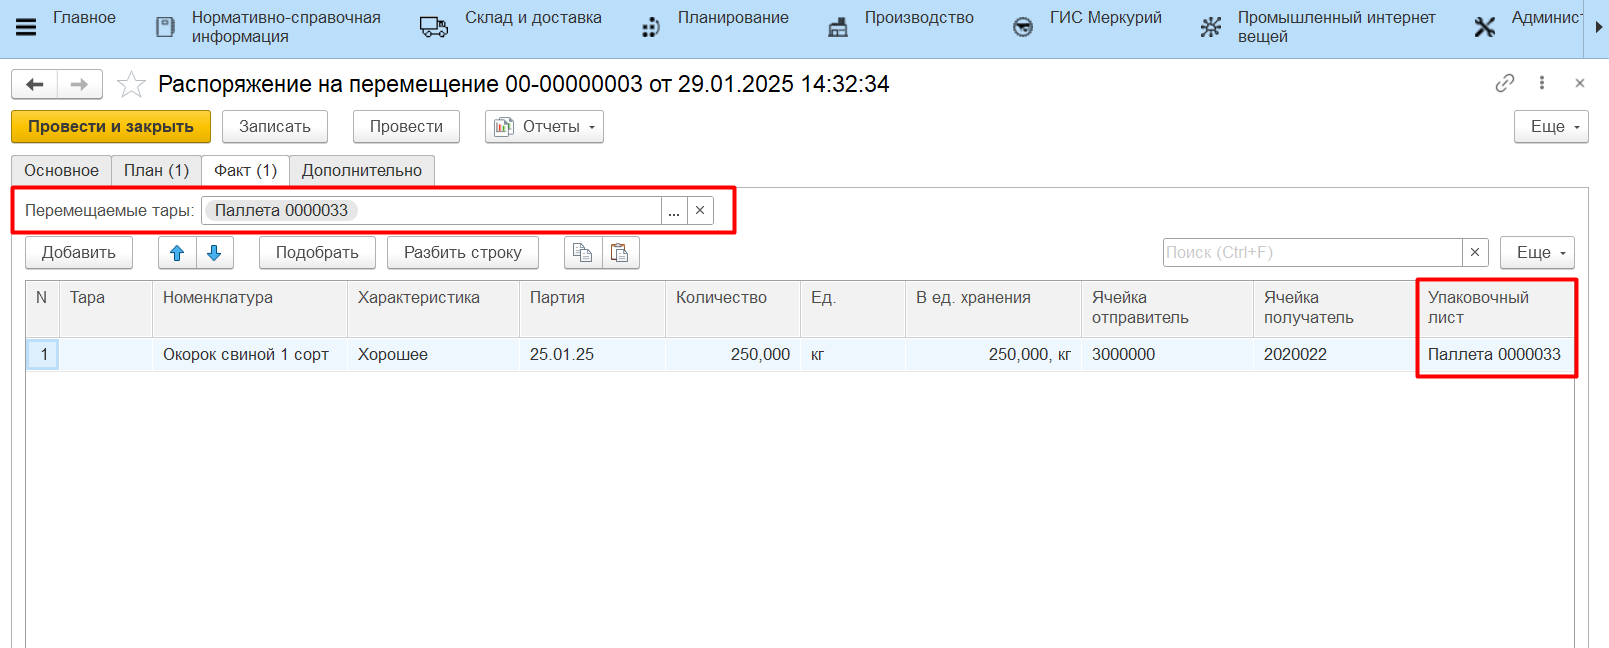 Главное
Нормативно-справочная
информация
Склад и доставка
Планирование
Производство
ГИС Меркурий
Промышленный интернет
вещей
Админист
Распоряжение на перемещение 00-00000003 от 29.01.2025 14:32:34
Провести и закрыть
Записать
Провести
Отчеты
Еще
Основное
План (1)
Факт (1)
Дополнительно
Перемещаемые тары: Паллета 0000033 ...
Добавить
Подобрать
Разбить строку
Поиск (Ctrl+F)
Еще
N
Тара
Номенклатура
Характеристика
Партия
Количество
Ед.
В ед. хранения
Ячейка
отправитель
Ячейка
получатель
Упаковочный
лист
1
Окорок свиной 1 сорт
Хорошее
25.01.25
250,000
кг
250,000, кг
3000000
2020022
Паллета 0000033